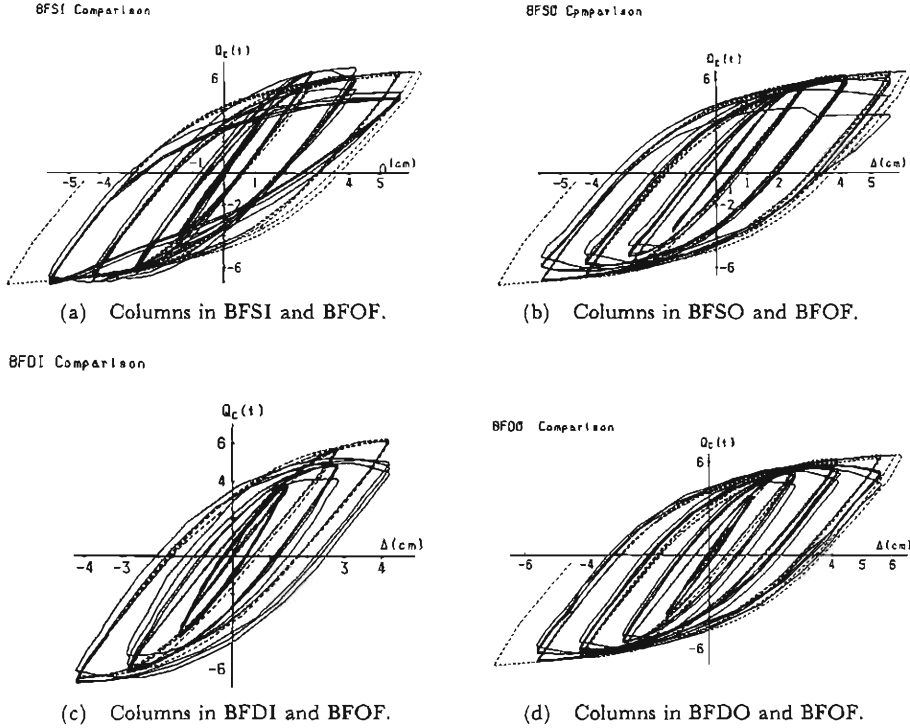 BFSI Comparison
Qc(t)
6
-5
-4
-1
1
4
5
Δ(cm)
-2
-6
(a) Columns in BFSI and BFOF.
BFSO Cpmparison
Qc(t)
6
-5
-4
1
2
4
5
Δ(cm)
-2
-6
(b) Columns in BFSO and BFOF.
BFDI Comparison
Qc(t)
6
4
-4
-3
3
4
Δ(cm)
-6
(c) Columns in BFDI and BFOF.
BFDO Comparison
Qc(t)
6
-6
-4
4
5
6
Δ(cm)
-6
(d) Columns in BFDO and BFOF.